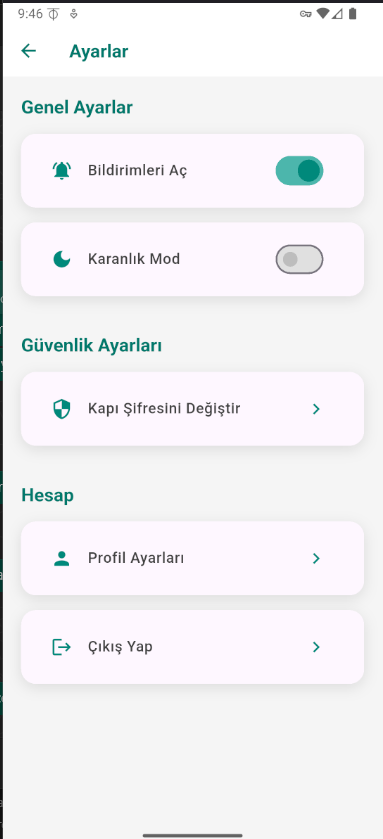 9:46
Ayarlar
Genel Ayarlar
Bildirimleri Aç
Karanlık Mod
Güvenlik Ayarları
Kapı Şifresini Değiştir
Hesap
Profil Ayarları
Çıkış Yap